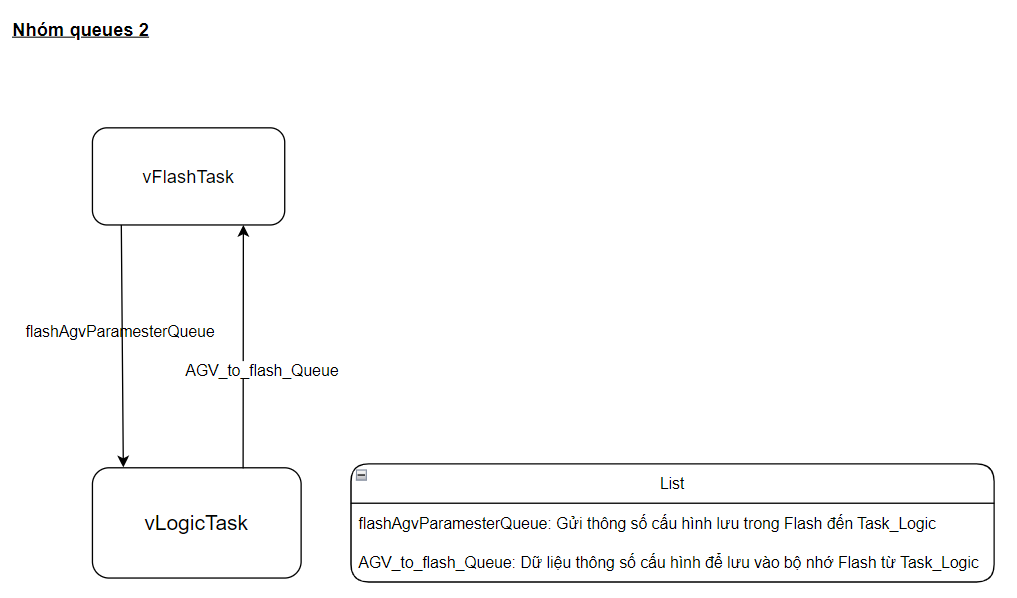 Nhóm queues 2
vFlashTask
flashAgvParamesterQueue
AGV_to_flash_Queue
vLogicTask
List
flashAgvParamesterQueue: Gửi thông số cấu hình lưu trong Flash đến Task_Logic
AGV_to_flash_Queue: Dữ liệu thông số cấu hình để lưu vào bộ nhớ Flash từ Task_Logic